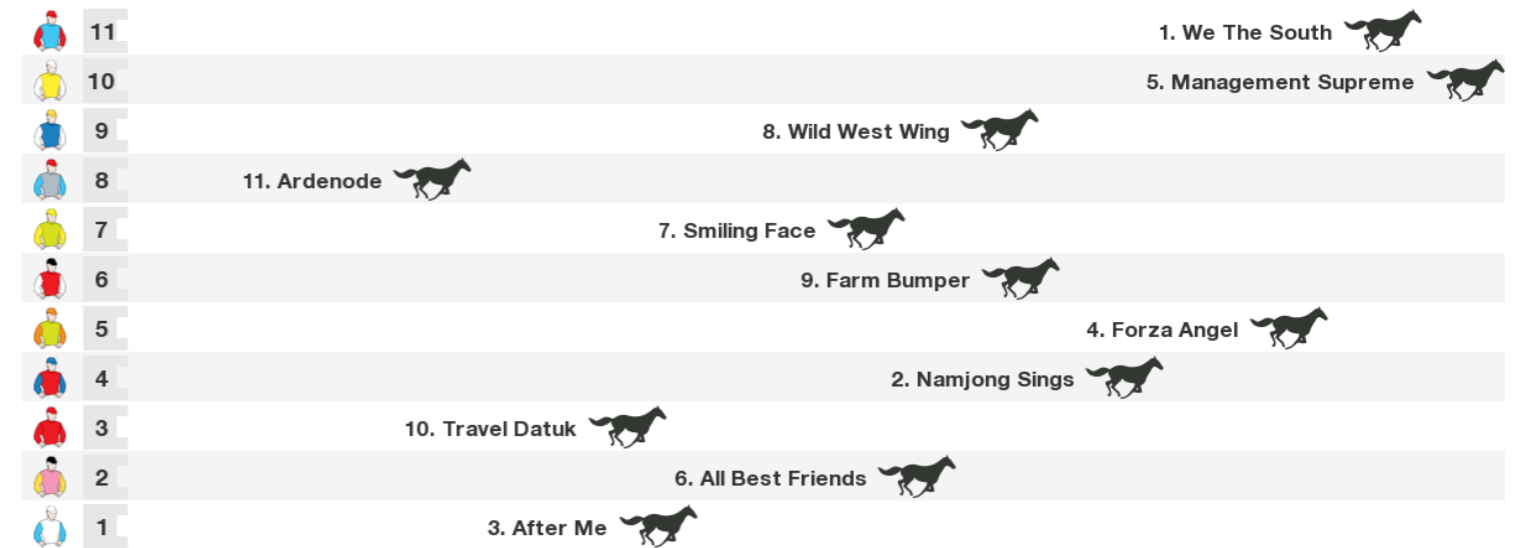 11 1. We The South
10 5. Management Supreme
9 8. Wild West Wing
8 11. Ardenode
7 7. Smiling Face
6 9. Farm Bumper
5 4. Forza Angel
4 2. Namjong Sings
3 10. Travel Datuk
2 6. All Best Friends
1 3. After Me